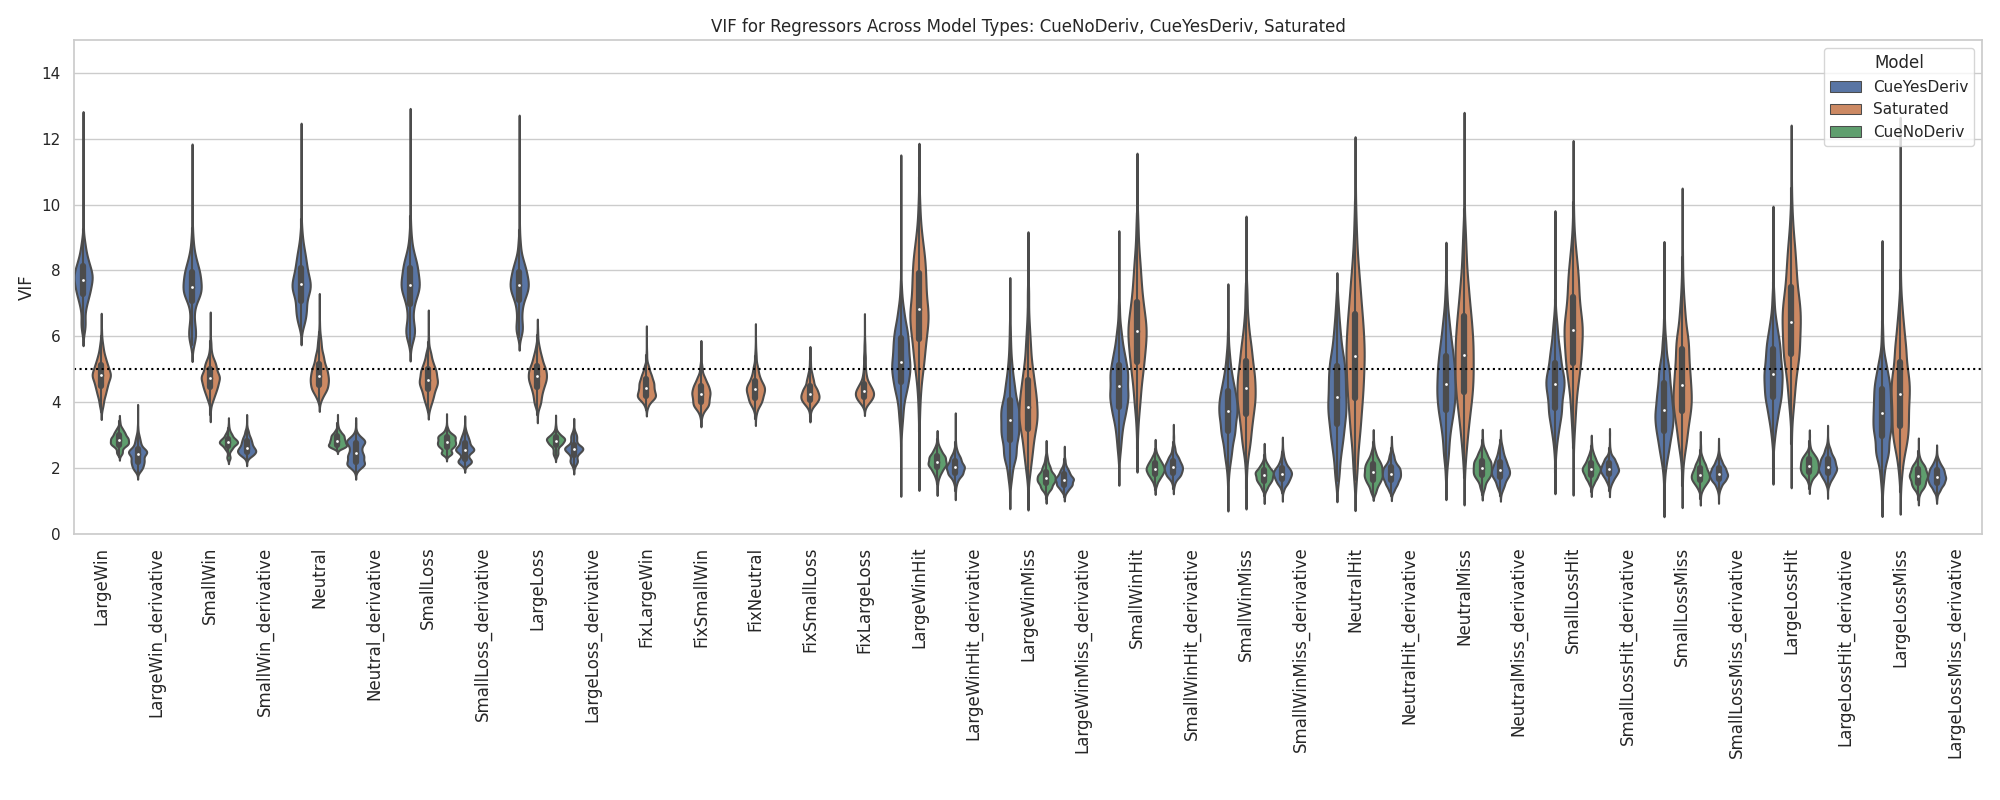 VIF for Regressors Across Model Types: CueNoDeriv, CueYesDeriv, Saturated
Model
CueYesDeriv
Saturated
CueNoDeriv
VIF
14
12
10
8
6
4
2
0
LargeWin
LargeWin_derivative
SmallWin
SmallWin_derivative
Neutral
Neutral_derivative
SmallLoss
SmallLoss_derivative
LargeLoss
LargeLoss_derivative
FixLargeWin
FixSmallWin
FixNeutral
FixSmallLoss
FixLargeLoss
LargeWinHit
LargeWinHit_derivative
LargeWinMiss
LargeWinMiss_derivative
SmallWinHit
SmallWinHit_derivative
SmallWinMiss
SmallWinMiss_derivative
NeutralHit
NeutralHit_derivative
NeutralMiss
NeutralMiss_derivative
SmallLossHit
SmallLossHit_derivative
SmallLossMiss
SmallLossMiss_derivative
LargeLossHit
LargeLossHit_derivative
LargeLossMiss
LargeLossMiss_derivative